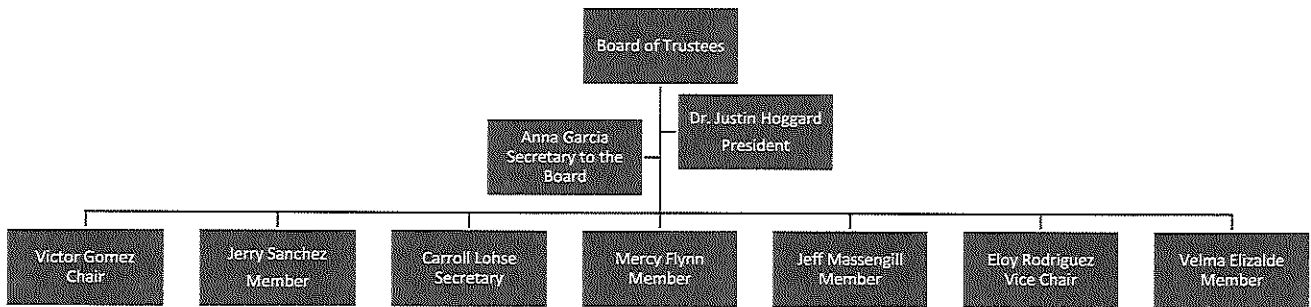 Board of Trustees
Dr. Justin Hoggard
President
Anna Garcia
Secretary to the
Board
Victor Gomez
Chair
Jerry Sanchez
Member
Carroll Lohse
Secretary
Mercy Flynn
Member
Jeff Massengill
Member
Eloy Rodriguez
Vice Chair
Velma Elizalde
Member